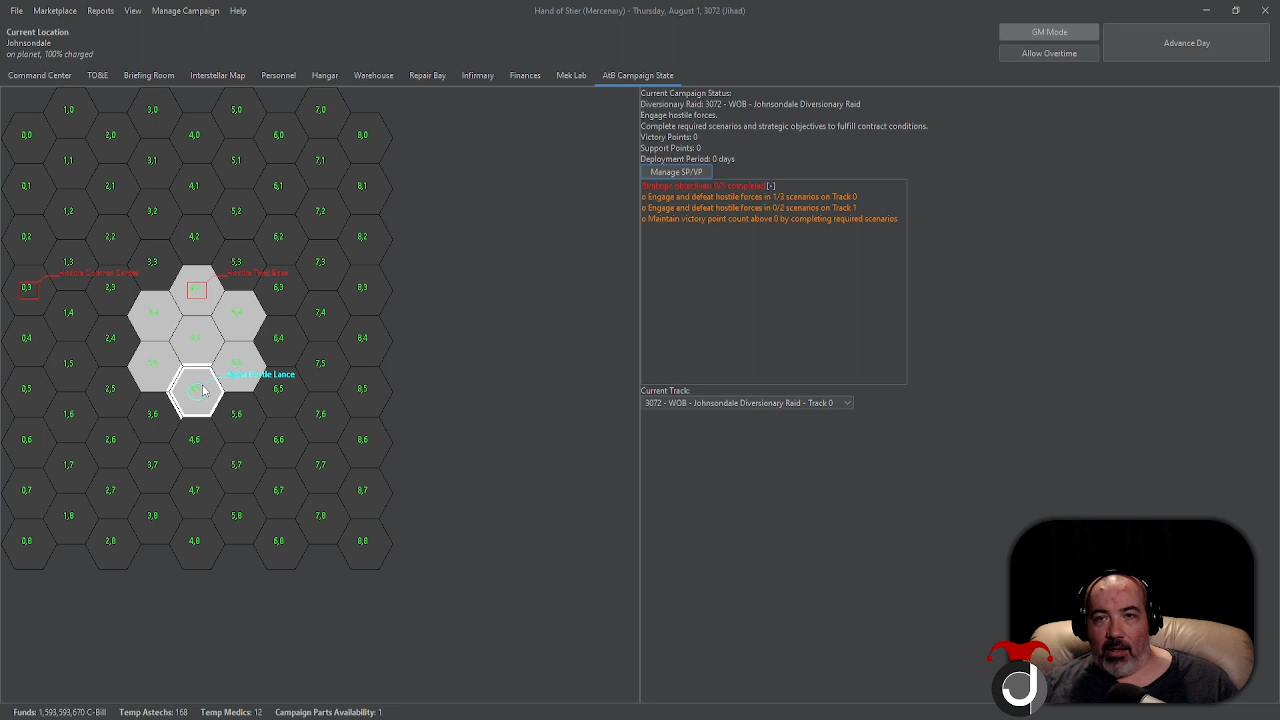 File Marketplace Reports View Manage Campaign Help
Hand of Stier (Mercenary) - Thursday, August 1, 3072 (Jihad)
Current Location
Johnsondale
on planet, 100% charged
GM Mode
Allow Overtime
Advance Day
Command Center TO&E Briefing Room Interstellar Map Personnel Hangar Warehouse Repair Bay Infirmary Finances Mek Lab AtB Campaign State
1,0 3,0 5,0 7,0
0,0 2,0 4,0 6,0 8,0
1,1 3,1 5,1 7,1
0,1 2,1 4,1 6,1 8,1
1,2 3,2 5,2 7,2
0,2 2,2 4,2 6,2 8,2
1,3 3,3 5,3 7,3
0,3 2,3 6,3 8,3
1,4 7,4
0,4 2,4 4,4 6,4 8,4
1,5 7,5
Lance
0,5 2,5 6,5 8,5
1,6 3,6 5,6 7,6
0,6 2,6 4,6 6,6 8,6
1,7 3,7 5,7 7,7
0,7 2,7 4,7 6,7 8,7
1,8 3,8 5,8 7,8
0,8 2,8 4,8 6,8 8,8
Current Campaign Status:
Diversionary Raid: 3072 - WOB - Johnsondale Diversionary Raid
Engage hostile forces.
Complete required scenarios and strategic objectives to fulfill contract conditions.
Victory Points: 0
Support Points: 0
Deployment Period: 0 days
Manage SP/VP
Strategic objectives: completed [-]
o Engage and defeat hostile forces in 1/3 scenarios on Track 0
o Engage and defeat hostile forces in 0/2 scenarios on Track 1
o Maintain victory point count above 0 by completing required scenarios
Current Track:
3072 - WOB - Johnsondale Diversionary Raid - Track 0
Funds: 1,593,593,670 C-Bill Temp Astechs: 168 Temp Medics: 12 Campaign Parts Availability: 1